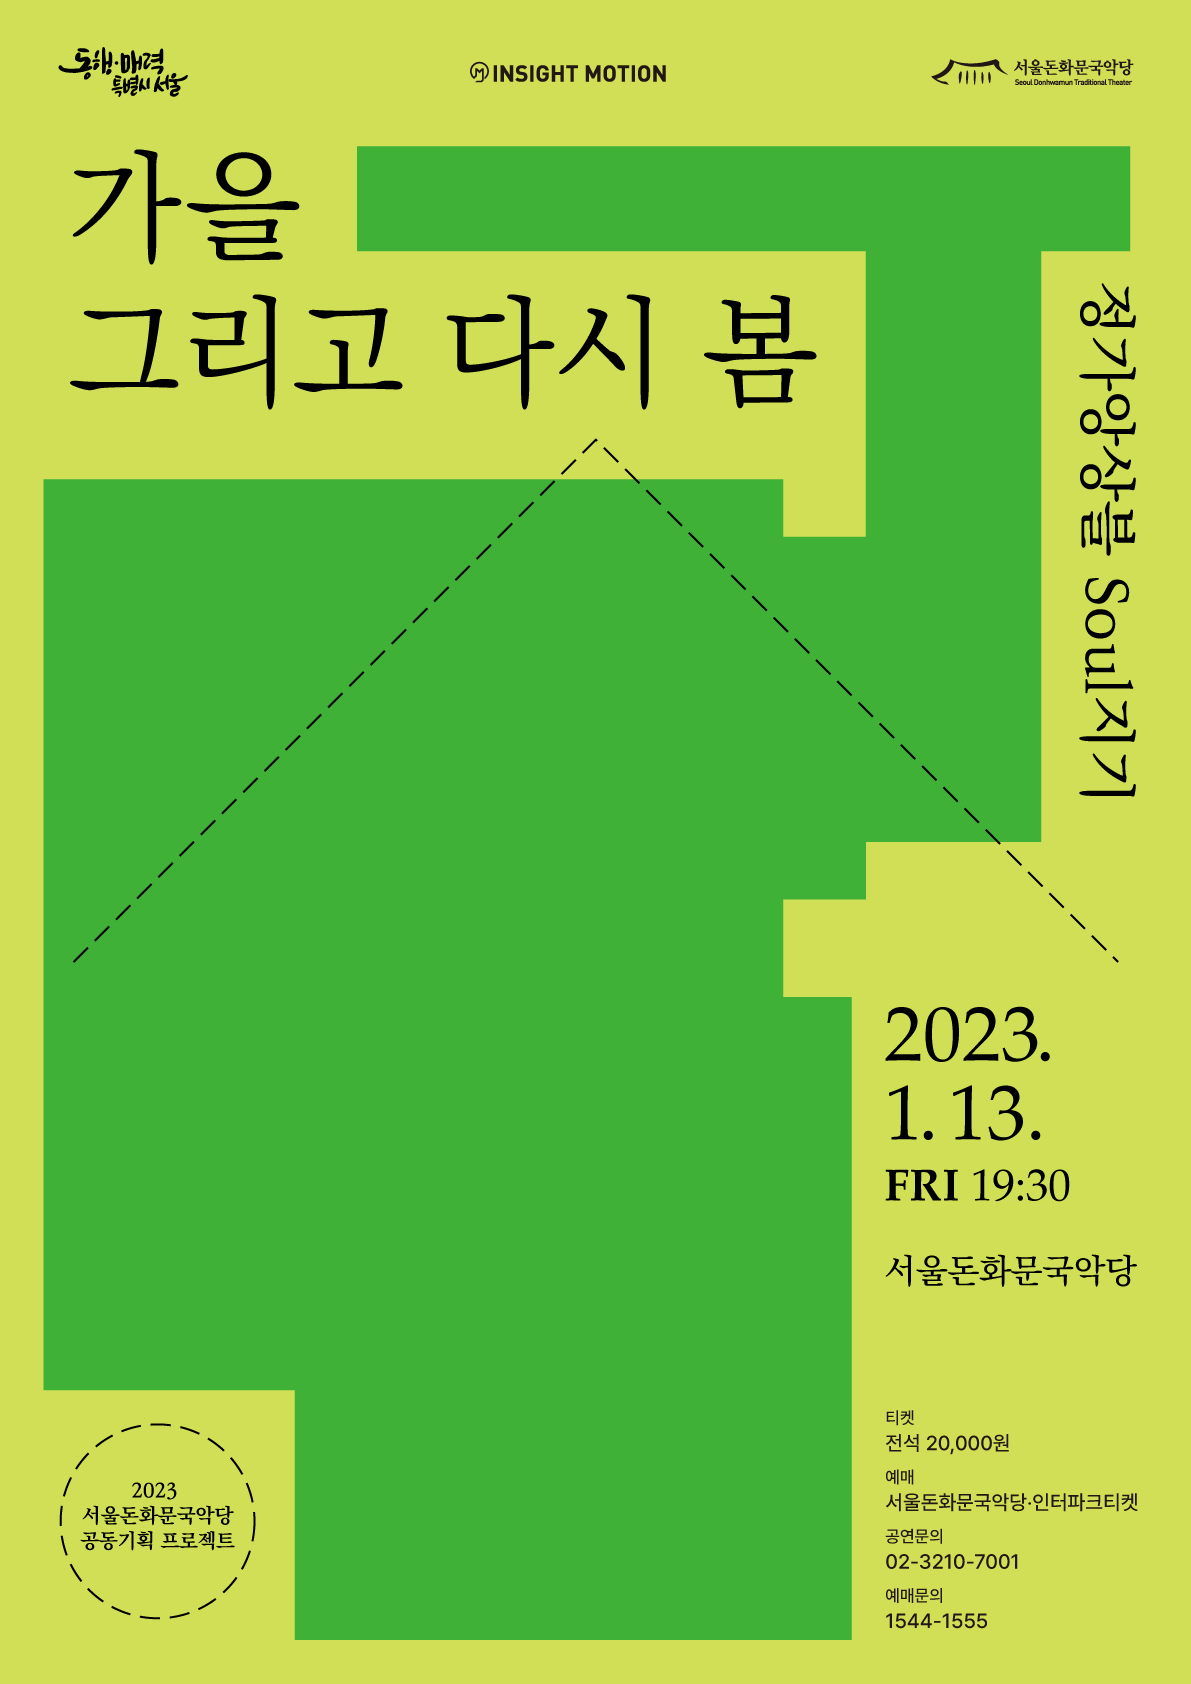 동행·매력
특별시 서울
INSIGHT MOTION
서울돈화문국악당
Seoul Donhwamun Traditional Theater
가을
그리고 다시 봄
정가앙상블 Soul지기
2023.
1. 13.
FRI 19:30
서울돈화문국악당
티켓
전석 20,000원
예매
서울돈화문국악당·인터파크티켓
공연문의
02-3210-7001
예매문의
1544-1555
2023
서울돈화문국악당
공동기획 프로젝트